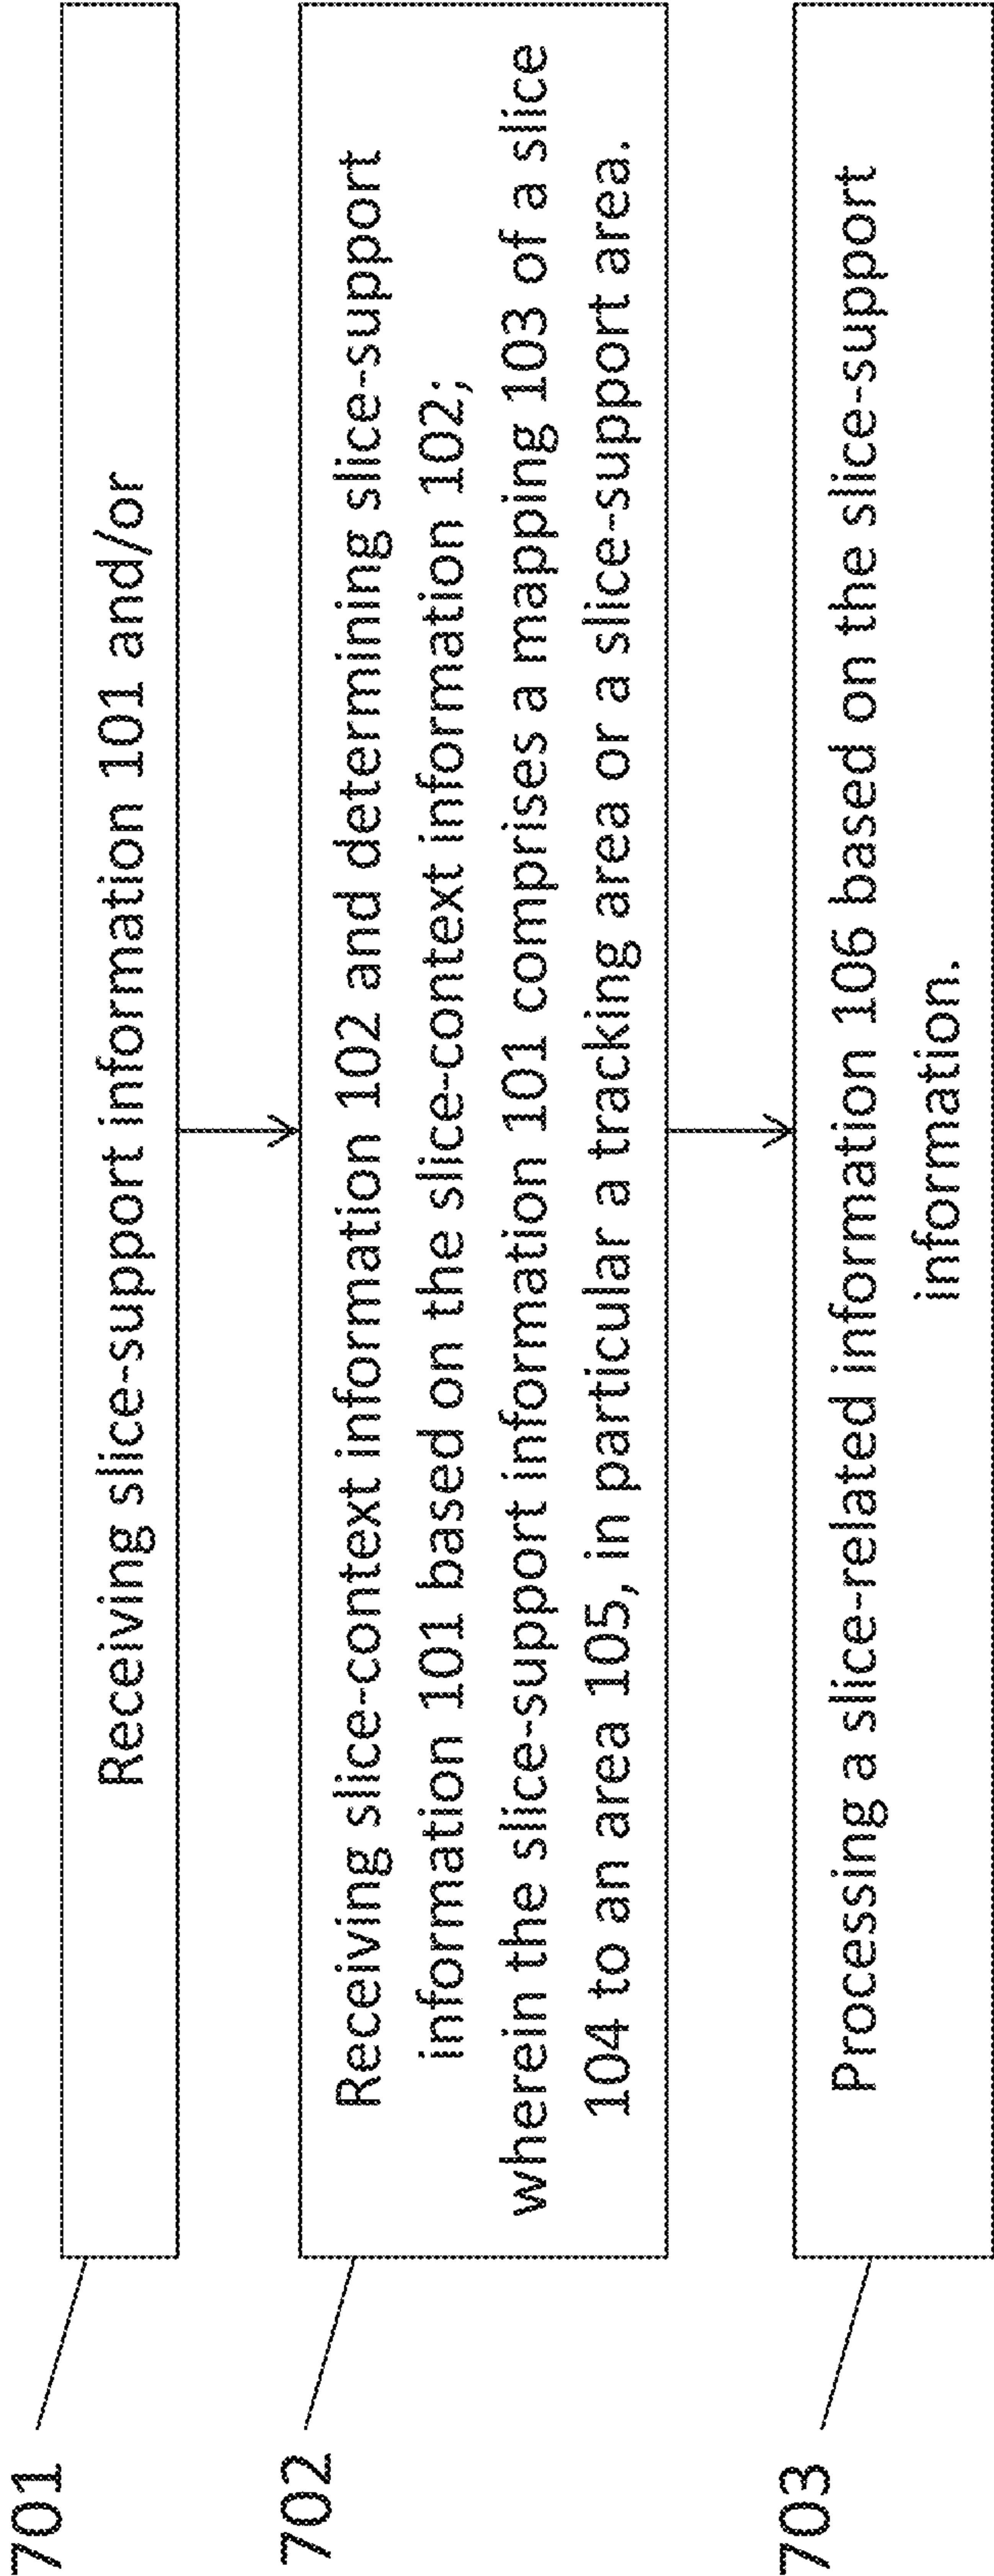 701
Receiving slice-support information 101 and/or
702
Receiving slice-context information 102 and determining slice-support
information 101 based on the slice-context information 102;
wherein the slice-support information 101 comprises a mapping 103 of a slice
104 to an area 105, in particular a tracking area or a slice-support area.
703
Processing a slice-related information 106 based on the slice-support
information.